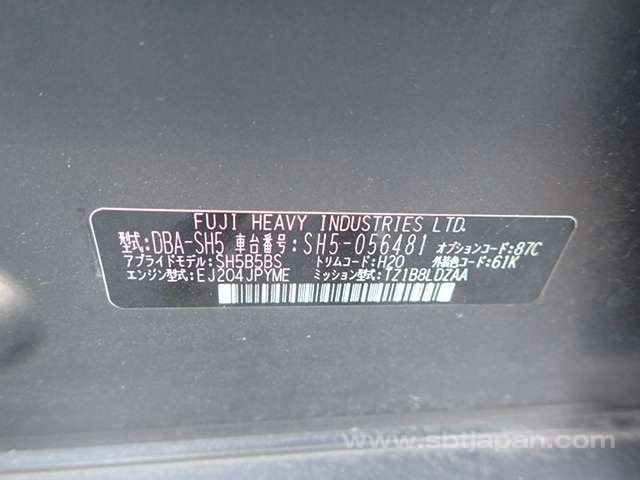 FUJI HEAVY INDUSTRIES LTD.
型式:DBA-SH5 車台番号:SH5-056481 オプションコード:87C
アプライドモデル:SH5B5BS トリムコード:H20 外装色コード:61K
エンジン型式:EJ204JPYME ミッション型式:TZ1B8LDZAA
www.sbtjapan.com